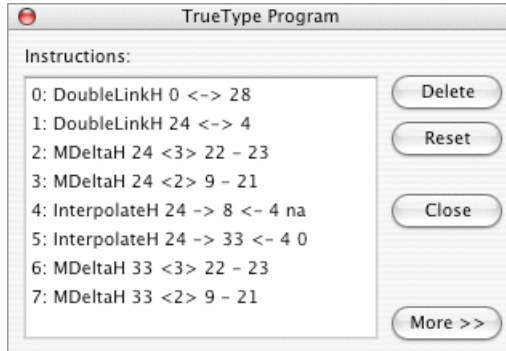 TrueType Program
Instructions:
0: DoubleLinkH 0 <-> 28
1: DoubleLinkH 24 <-> 4
2: MDeltaH 24 <3> 22 - 23
3: MDeltaH 24 <2> 9 - 21
4: InterpolateH 24 -> 8 <- 4 na
5: InterpolateH 24 -> 33 <- 4 0
6: MDeltaH 33 <3> 22 - 23
7: MDeltaH 33 <2> 9 - 21
Delete
Reset
Close
More >>